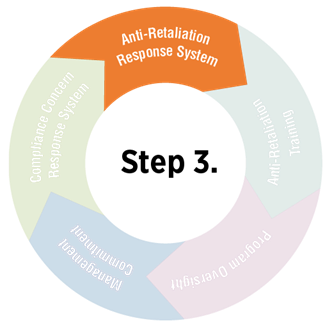 Anti-Retaliation
Response System
Anti-Retaliation
Training
Program Oversight
Management
Commitment
Compliance Concern
Response System
Step 3.